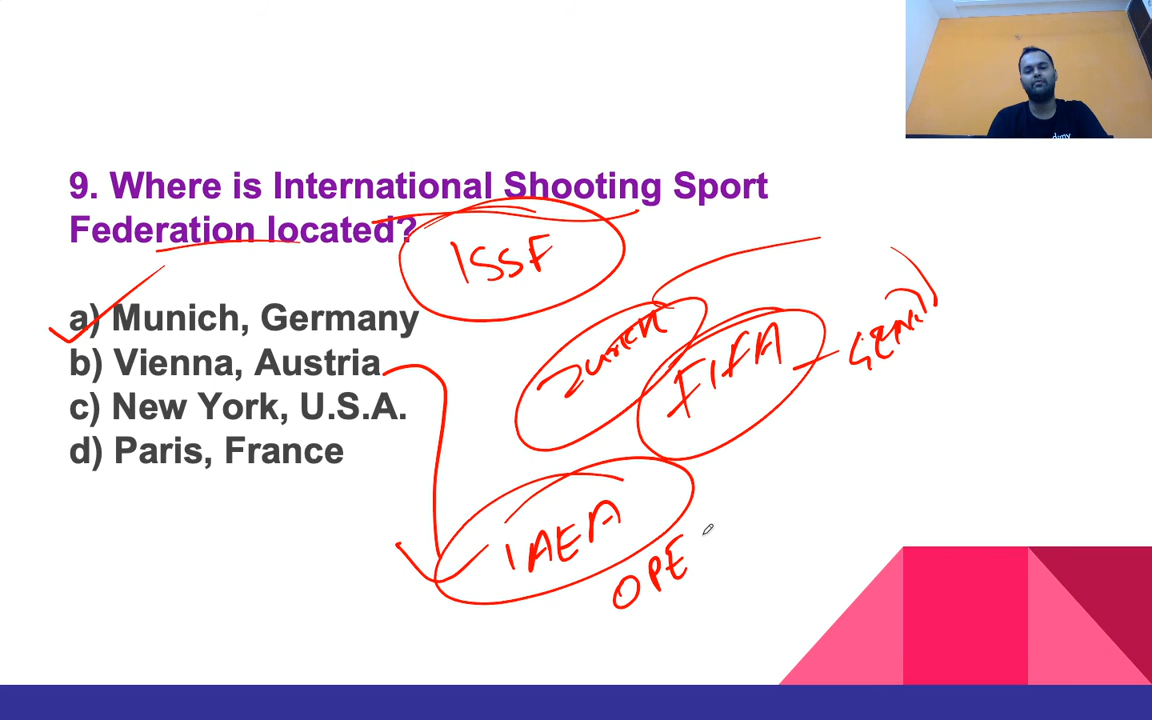 9. Where is International Shooting Sport
Federation located?
ISSF
a) Munich, Germany
b) Vienna, Austria
c) New York, U.S.A.
d) Paris, France
FIFA
IAEA
OPE